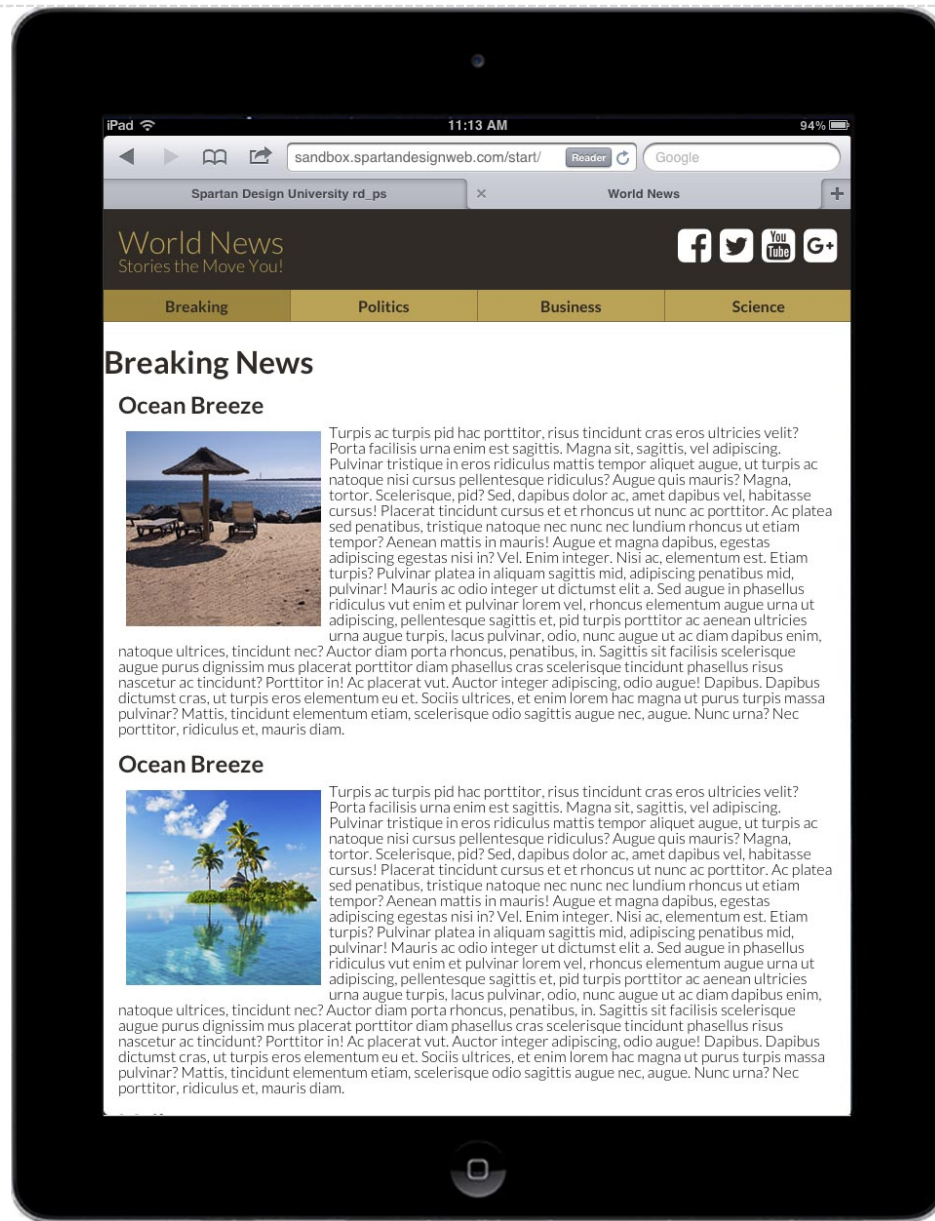 iPad 11:13 AM 94%
sandbox.spartandesignweb.com/start/ Reader Google
Spartan Design University rd_ps World News
World News
Stories the Move You!
You
Tube
G+
Breaking Politics Business Science
Breaking News
Ocean Breeze
Turpis ac turpis pid hac porttitor, risus tincidunt cras eros ultricies velit?
Porta facilisis urna enim est sagittis. Magna sit, sagittis, vel adipiscing.
Pulvinar tristique in eros ridiculus mattis tempor aliquet augue, ut turpis ac
natoque nisi cursus pellentesque ridiculus? Augue quis mauris? Magna,
tortor. Scelerisque, pid? Sed, dapibus dolor ac, amet dapibus vel, habitasse
cursus! Placerat tincidunt cursus et et rhoncus ut nunc ac porttitor. Ac platea
sed penatibus, tristique natoque nec nunc nec lundium rhoncus ut etiam
tempor? Aenean mattis in mauris! Augue et magna dapibus, egestas
adipiscing egestas nisi in? Vel. Enim integer. Nisi ac, elementum est. Etiam
turpis? Pulvinar platea in aliquam sagittis mid, adipiscing penatibus mid,
pulvinar! Mauris ac odio integer ut dictumst elit a. Sed augue in phasellus
ridiculus vut enim et pulvinar lorem vel, rhoncus elementum augue urna ut
adipiscing, pellentesque sagittis et, pid turpis porttitor ac aenean ultricies
urna augue turpis, lacus pulvinar, odio, nunc augue ut ac diam dapibus enim,
natoque ultrices, tincidunt nec? Auctor diam porta rhoncus, penatibus, in. Sagittis sit facilisis scelerisque
augue purus dignissim mus placerat porttitor diam phasellus cras scelerisque tincidunt phasellus risus
nascetur ac tincidunt? Porttitor in! Ac placerat vut. Auctor integer adipiscing, odio augue! Dapibus. Dapibus
dictumst cras, ut turpis eros elementum eu et. Sociis ultrices, et enim lorem hac magna ut purus turpis massa
pulvinar? Mattis, tincidunt elementum etiam, scelerisque odio sagittis augue nec, augue. Nunc urna? Nec
porttitor, ridiculus et, mauris diam.
Ocean Breeze
Turpis ac turpis pid hac porttitor, risus tincidunt cras eros ultricies velit?
Porta facilisis urna enim est sagittis. Magna sit, sagittis, vel adipiscing.
Pulvinar tristique in eros ridiculus mattis tempor aliquet augue, ut turpis ac
natoque nisi cursus pellentesque ridiculus? Augue quis mauris? Magna,
tortor. Scelerisque, pid? Sed, dapibus dolor ac, amet dapibus vel, habitasse
cursus! Placerat tincidunt cursus et et rhoncus ut nunc ac porttitor. Ac platea
sed penatibus, tristique natoque nec nunc nec lundium rhoncus ut etiam
tempor? Aenean mattis in mauris! Augue et magna dapibus, egestas
adipiscing egestas nisi in? Vel. Enim integer. Nisi ac, elementum est. Etiam
turpis? Pulvinar platea in aliquam sagittis mid, adipiscing penatibus mid,
pulvinar! Mauris ac odio integer ut dictumst elit a. Sed augue in phasellus
ridiculus vut enim et pulvinar lorem vel, rhoncus elementum augue urna ut
adipiscing, pellentesque sagittis et, pid turpis porttitor ac aenean ultricies
urna augue turpis, lacus pulvinar, odio, nunc augue ut ac diam dapibus enim,
natoque ultrices, tincidunt nec? Auctor diam porta rhoncus, penatibus, in. Sagittis sit facilisis scelerisque
augue purus dignissim mus placerat porttitor diam phasellus cras scelerisque tincidunt phasellus risus
nascetur ac tincidunt? Porttitor in! Ac placerat vut. Auctor integer adipiscing, odio augue! Dapibus. Dapibus
dictumst cras, ut turpis eros elementum eu et. Sociis ultrices, et enim lorem hac magna ut purus turpis massa
pulvinar? Mattis, tincidunt elementum etiam, scelerisque odio sagittis augue nec, augue. Nunc urna? Nec
porttitor, ridiculus et, mauris diam.